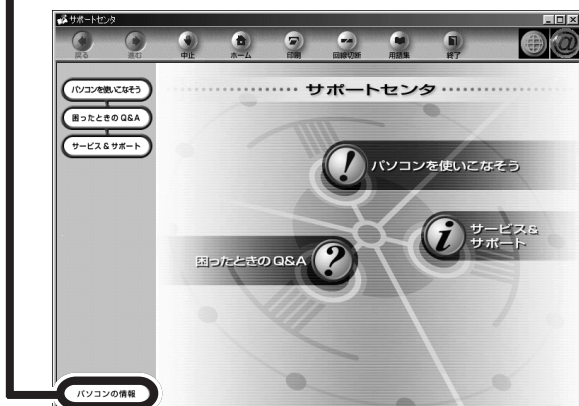 サポートセンタ
戻る 進む 中止 ホーム 印刷 回線切断 用語集 終了
サポートセンタ
パソコンを使いこなそう
困ったときのQ&A
サービス&サポート
パソコンを使いこなそう
サービス&
サポート
困ったときのQ&A
パソコンの情報